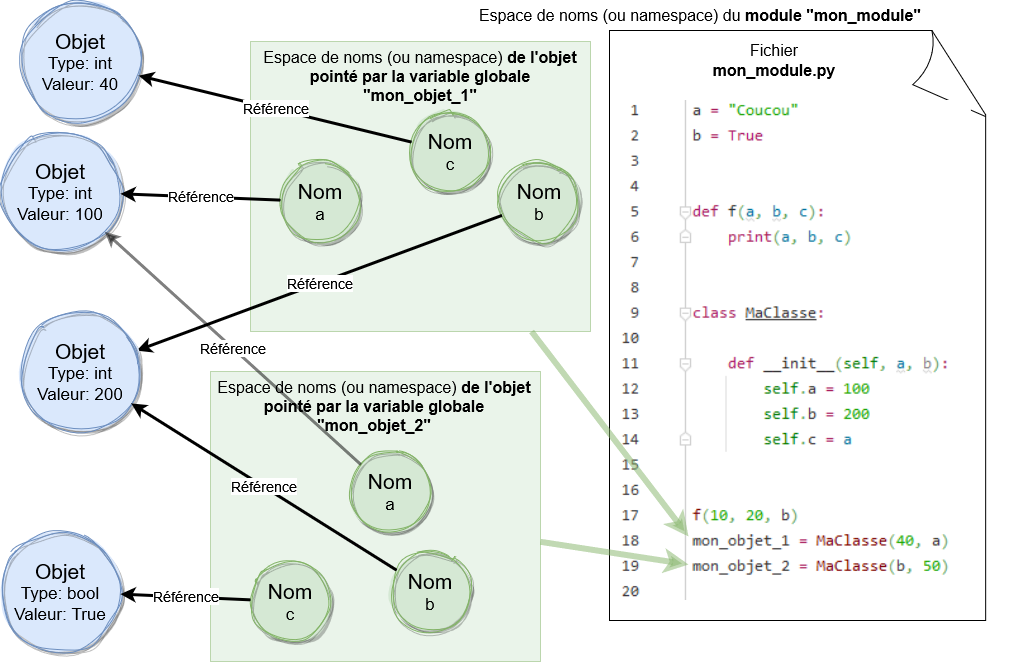 Espace de noms (ou namespace) du module "mon_module"
Objet
Type: int
Valeur: 40
Espace de noms (ou namespace) de l'objet
pointé par la variable globale
"mon_objet_1"
Référence
Nom
c
Objet
Type: int
Valeur: 100
Référence
Nom
a
Nom
b
Référence
Objet
Type: int
Valeur: 200
Référence
Espace de noms (ou namespace) de l'objet
pointé par la variable globale
"mon_objet_2"
Référence
Nom
a
Objet
Type: bool
Valeur: True
Référence
Nom
c
Nom
b
Fichier
mon_module.py
1 a = "Coucou"
2 b = True
3
4
5 def f(a, b, c):
6 print(a, b, c)
7
8
9 class MaClasse:
10
11 def __init__(self, a, b):
12 self.a = 100
13 self.b = 200
14 self.c = a
15
16
17 f(10, 20, b)
18 mon_objet_1 = MaClasse(40, a)
19 mon_objet_2 = MaClasse(b, 50)
20